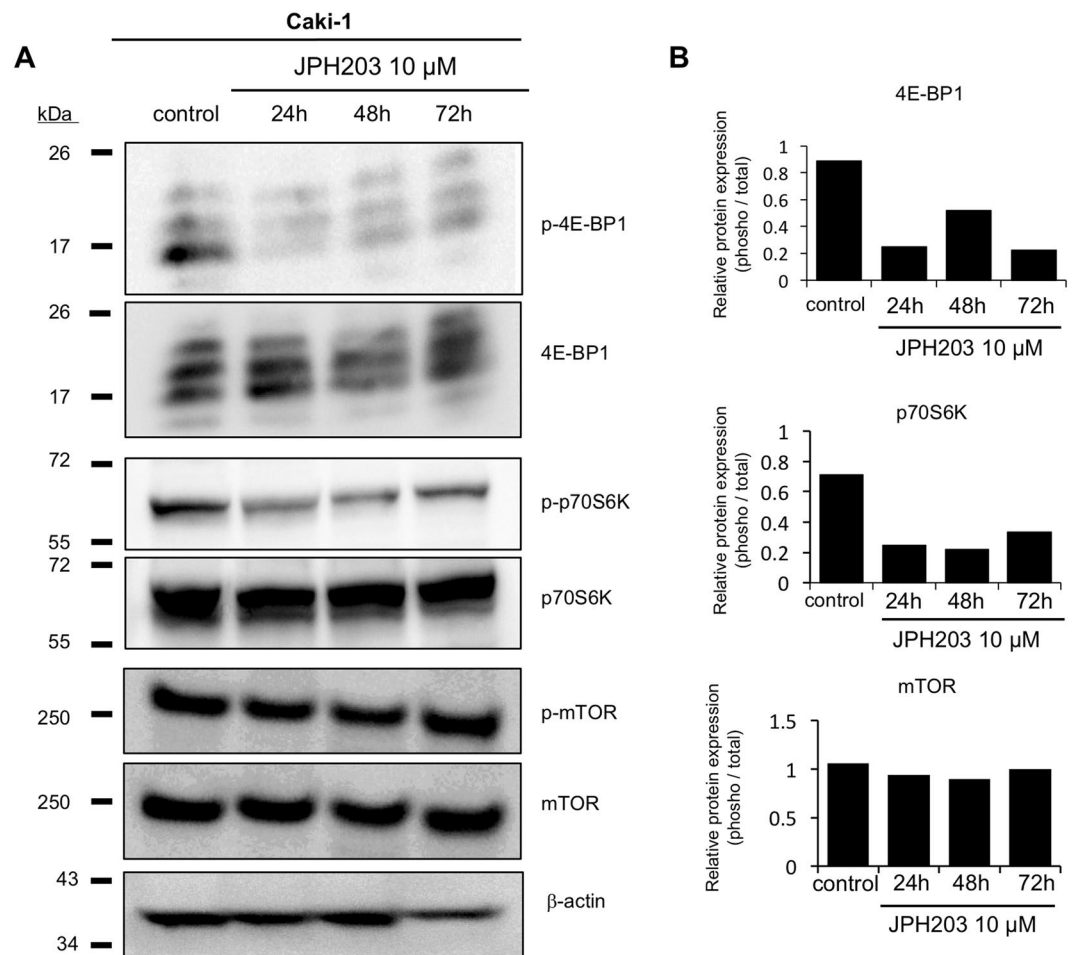 Caki-1
A
JPH203 10 µM
kDa
control 24h 48h 72h
26
17
p-4E-BP1
26
17
4E-BP1
72
55
p-p70S6K
72
55
p70S6K
250
p-mTOR
250
mTOR
43
34
β-actin
B
4E-BP1
Relative protein expression
(phosho / total)
1
0.8
0.6
0.4
0.2
0
control 24h 48h 72h
JPH203 10 µM
p70S6K
Relative protein expression
(phosho / total)
1
0.8
0.6
0.4
0.2
0
control 24h 48h 72h
JPH203 10 µM
mTOR
Relative protein expression
(phosho / total)
1.5
1
0.5
0
control 24h 48h 72h
JPH203 10 µM